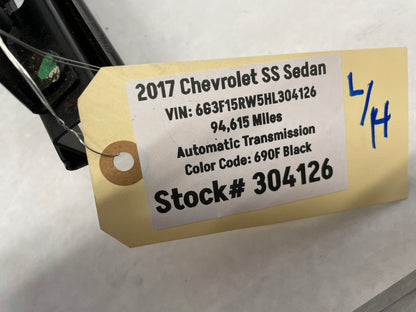 2017 Chevrolet SS Sedan
VIN: 6G3F15RW5HL304126
94,615 Miles
Automatic Transmission
Color Code: 690F Black
Stock# 304126
L/H